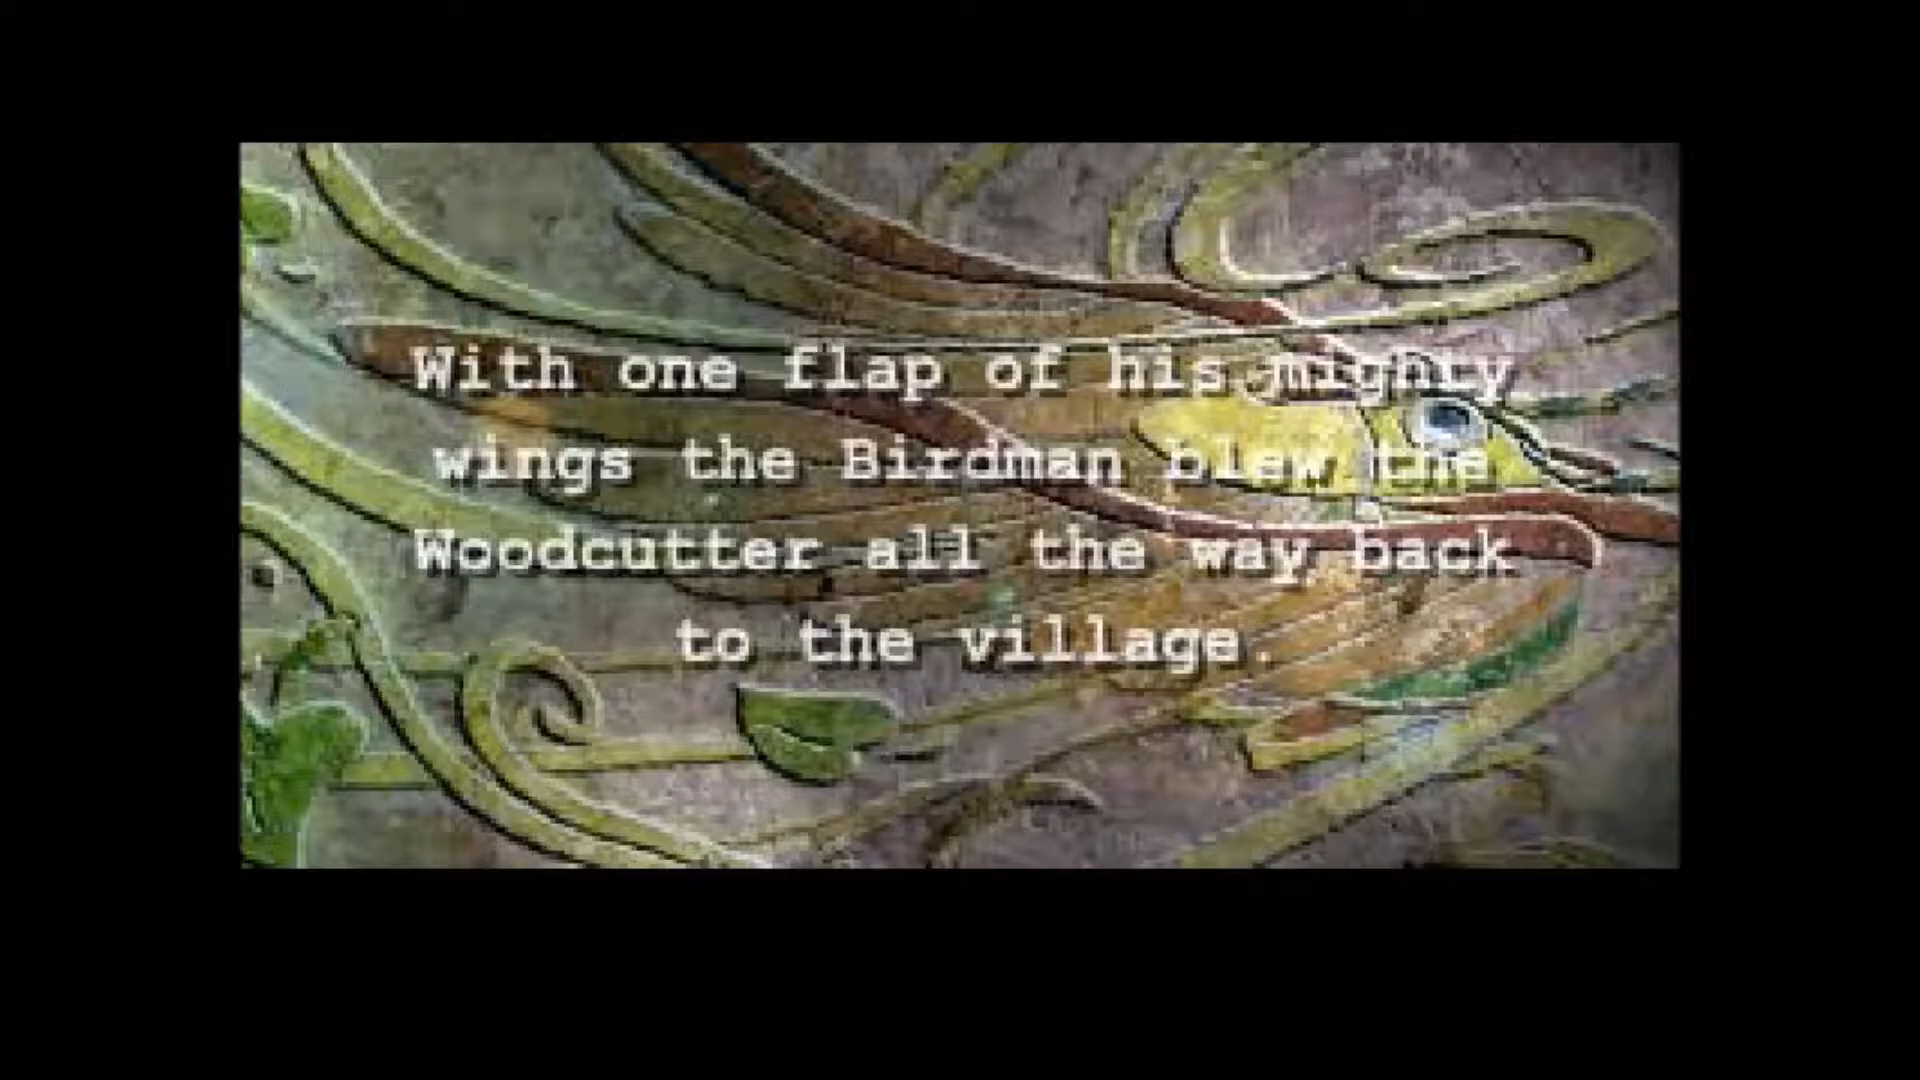 With one flap of his mighty
wings the Birdman blew the
Woodcutter all the way back
to the village.